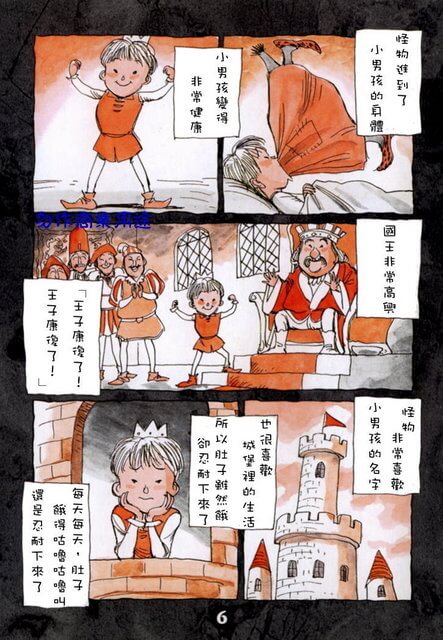 怪物進到了
小男孩的身體
小男孩變得
非常健康
國王非常高興
「王子康復了！
王子康復了！」
怪物
非常喜歡
小男孩的名字
也很喜歡
城堡裡的生活
所以肚子雖然餓
卻忍耐下來了
每天每天，肚子
餓得咕嚕咕嚕叫
還是忍耐下來了
6